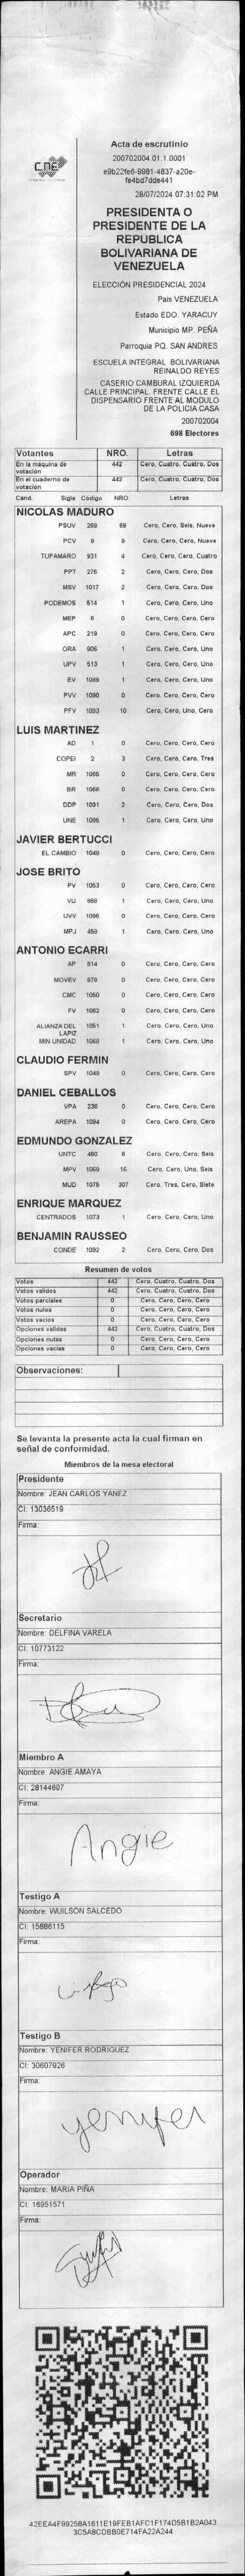 CNE
Acta de escrutinio
200702004.01.1.0001
e9b22fe6-9981-4837-a20e-
fe4bd7dde441
28/07/2024 07:31:02 PM
PRESIDENTA O
PRESIDENTE DE LA
REPUBLICA
BOLIVARIANA DE
VENEZUELA
ELECCIÓN PRESIDENCIAL 2024
Pais VENEZUELA
Estado EDO. YARACUY
Municipio MP. PEÑA
Parroquia PQ. SAN ANDRES
ESCUELA INTEGRAL BOLIVARIANA
REINALDO REYES
CASERIO CAMBURAL IZQUIERDA
CALLE PRINCIPAL. FRENTE CALLE EL
DISPENSARIO FRENTE AL MODULO
DE LA POLICIA CASA
200702004
698 Electores
Votantes NRO. Letras
En la máquina de votación 442 Cero, Cuatro, Cuatro, Dos
En el cuaderno de votación 442 Cero, Cuatro, Cuatro, Dos
Cand. Sigla Código NRO. Letras
NICOLAS MADURO
PSUV 269 69 Cero, Cero, Seis, Nueve
PCV 9 9 Cero, Cero, Cero, Nueve
TUPAMARO 931 4 Cero, Cero, Cero, Cuatro
PPT 276 2 Cero, Cero, Cero, Dos
MSV 1017 2 Cero, Cero, Cero, Dos
PODEMOS 514 1 Cero, Cero, Cero, Uno
MEP 6 0 Cero, Cero, Cero, Cero
APC 219 0 Cero, Cero, Cero, Cero
ORA 906 1 Cero, Cero, Cero, Uno
UPV 513 1 Cero, Cero, Cero, Uno
EV 1089 1 Cero, Cero, Cero, Uno
PVV 1090 0 Cero, Cero, Cero, Cero
PFV 1093 10 Cero, Cero, Uno, Cero
LUIS MARTINEZ
AD 1 0 Cero, Cero, Cero, Cero
COPEI 2 3 Cero, Cero, Cero, Tres
MR 1065 0 Cero, Cero, Cero, Cero
BR 1066 0 Cero, Cero, Cero, Cero
DDP 1091 2 Cero, Cero, Cero, Dos
UNE 1095 1 Cero, Cero, Cero, Uno
JAVIER BERTUCCI
EL CAMBIO 1048 0 Cero, Cero, Cero, Cero
JOSE BRITO
PV 1053 0 Cero, Cero, Cero, Cero
VU 868 1 Cero, Cero, Cero, Uno
UVV 1096 0 Cero, Cero, Cero, Cero
MPJ 459 1 Cero, Cero, Cero, Uno
ANTONIO ECARRI
AP 814 0 Cero, Cero, Cero, Cero
MOVEV 679 0 Cero, Cero, Cero, Cero
CMC 1050 0 Cero, Cero, Cero, Cero
FV 1062 0 Cero, Cero, Cero, Cero
ALIANZA DEL LAPIZ 1051 1 Cero, Cero, Cero, Uno
MIN UNIDAD 1069 1 Cero, Cero, Cero, Uno
CLAUDIO FERMIN
SPV 1049 0 Cero, Cero, Cero, Cero
DANIEL CEBALLOS
VPA 236 0 Cero, Cero, Cero, Cero
AREPA 1094 0 Cero, Cero, Cero, Cero
EDMUNDO GONZALEZ
UNTC 460 6 Cero, Cero, Cero, Seis
MPV 1069 16 Cero, Cero, Uno, Seis
MUD 1075 307 Cero, Tres, Cero, Siete
ENRIQUE MARQUEZ
CENTRADOS 1073 1 Cero, Cero, Cero, Uno
BENJAMIN RAUSSEO
CONDE 1092 2 Cero, Cero, Cero, Dos
Resumen de votos
Votos 442 Cero, Cuatro, Cuatro, Dos
Votos validos 442 Cero, Cuatro, Cuatro, Dos
Votos parciales 0 Cero, Cero, Cero, Cero
Votos nulos 0 Cero, Cero, Cero, Cero
Votos vacios 0 Cero, Cero, Cero, Cero
Opciones validas 442 Cero, Cuatro, Cuatro, Dos
Opciones nulas 0 Cero, Cero, Cero, Cero
Opciones vacias 0 Cero, Cero, Cero, Cero
Observaciones:
Se levanta la presente acta la cual firman en
señal de conformidad.
Miembros de la mesa electoral
Presidente
Nombre: JEAN CARLOS YANEZ
CI: 13036519
Firma:
Secretario
Nombre: DELFINA VARELA
CI: 10773122
Firma:
Miembro A
Nombre: ANGIE AMAYA
CI: 28144607
Firma:
Angie
Testigo A
Nombre: WUILSON SALCEDO
CI: 15886115
Firma:
Testigo B
Nombre: YENIFER RODRIGUEZ
CI: 30607926
Firma:
yenifer
Operador
Nombre: MARIA PIÑA
CI: 16951571
Firma:
42EEA4F99258A1611E19FEB1AFC1F174D5B1B2A043
3C5A8CDBB0E714FA22A244